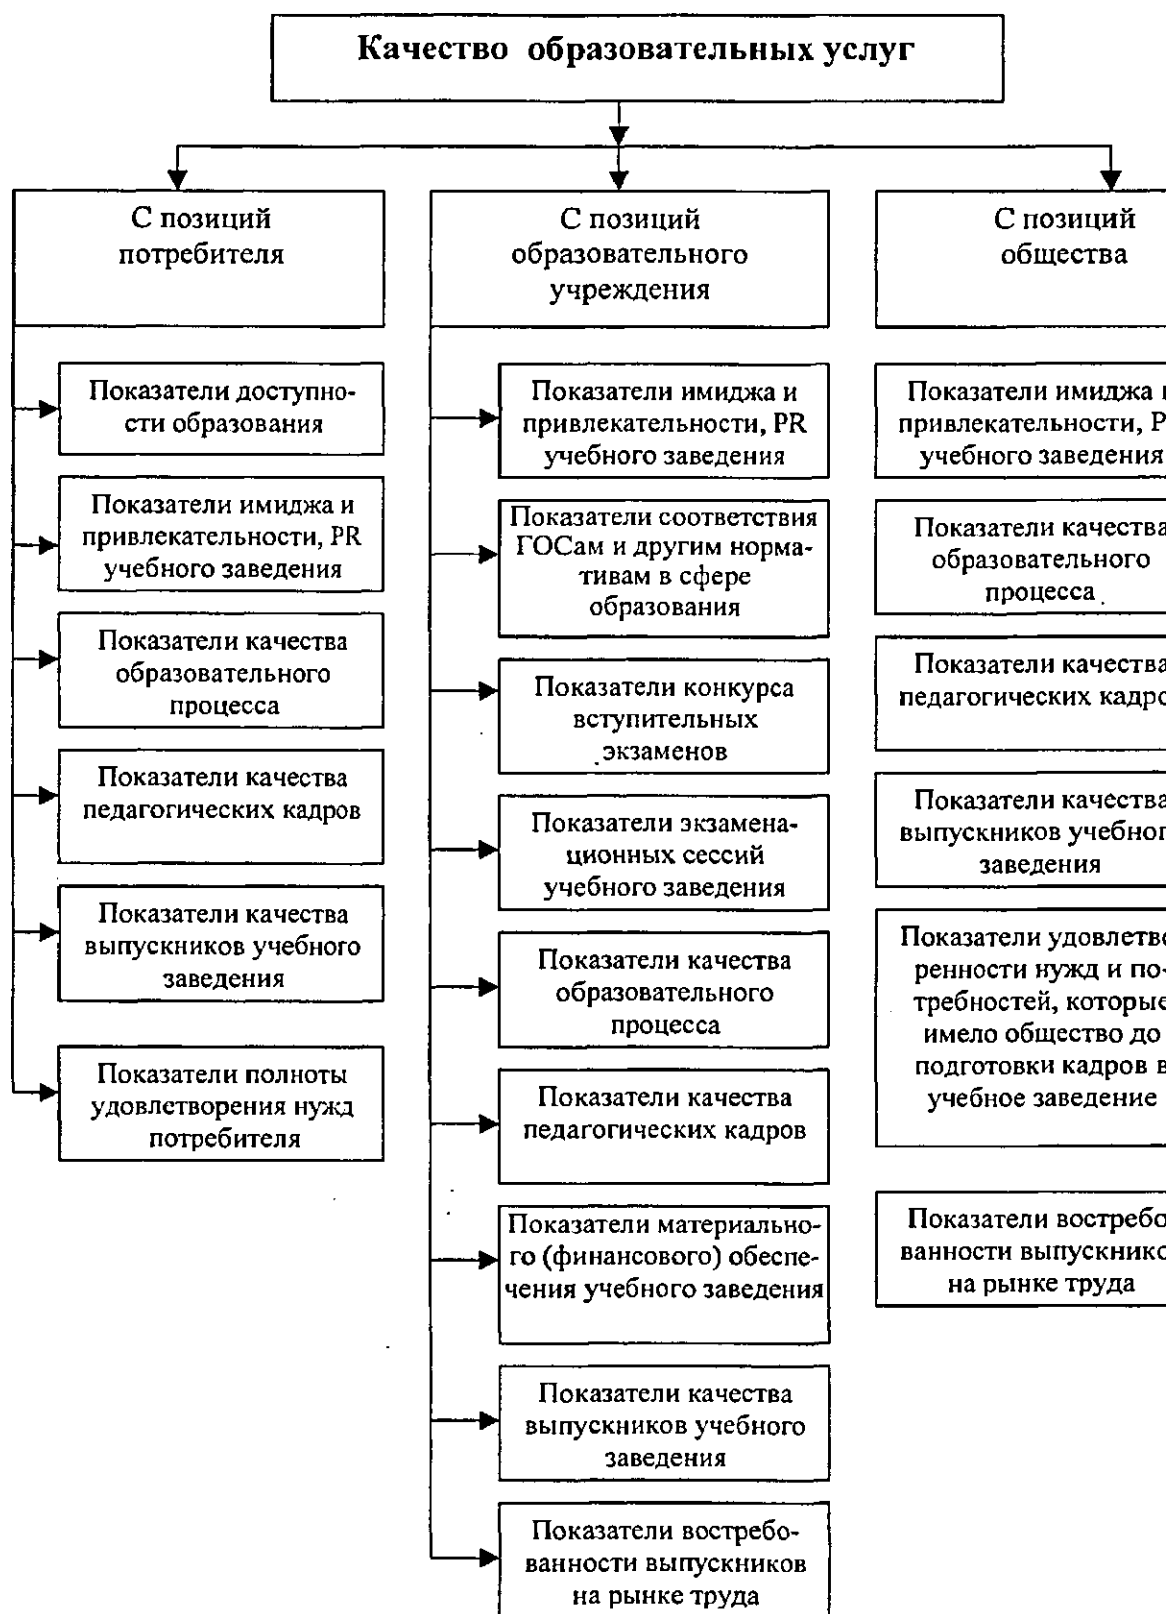 Качество образовательных услуг
С позиций
потребителя
Показатели доступно-
сти образования
Показатели имиджа и
привлекательности, PR
учебного заведения
Показатели качества
образовательного
процесса
Показатели качества
педагогических кадров
Показатели качества
выпускников учебного
заведения
Показатели полноты
удовлетворения нужд
потребителя
С позиций
образовательного
учреждения
Показатели имиджа и
привлекательности, PR
учебного заведения
Показатели соответствия
ГОСам и другим норма-
тивам в сфере
образования
Показатели конкурса
вступительных
экзаменов
Показатели экзамена-
ционных сессий
учебного заведения
Показатели качества
образовательного
процесса
Показатели качества
педагогических кадров
Показатели материально-
го (финансового) обеспе-
чения учебного заведения
Показатели качества
выпускников учебного
заведения
Показатели востребо-
ванности выпускников
на рынке труда
С позиций
общества
Показатели имиджа
привлекательности,
учебного заведения
Показатели качества
образовательного
процесса
Показатели качества
педагогических кадро
Показатели качества
выпускников учебног
заведения
Показатели удовлетво
ренности нужд и по-
требностей, которые
имело общество до
подготовки кадров в
учебное заведение
Показатели востребо
ванности выпускнико
на рынке труда